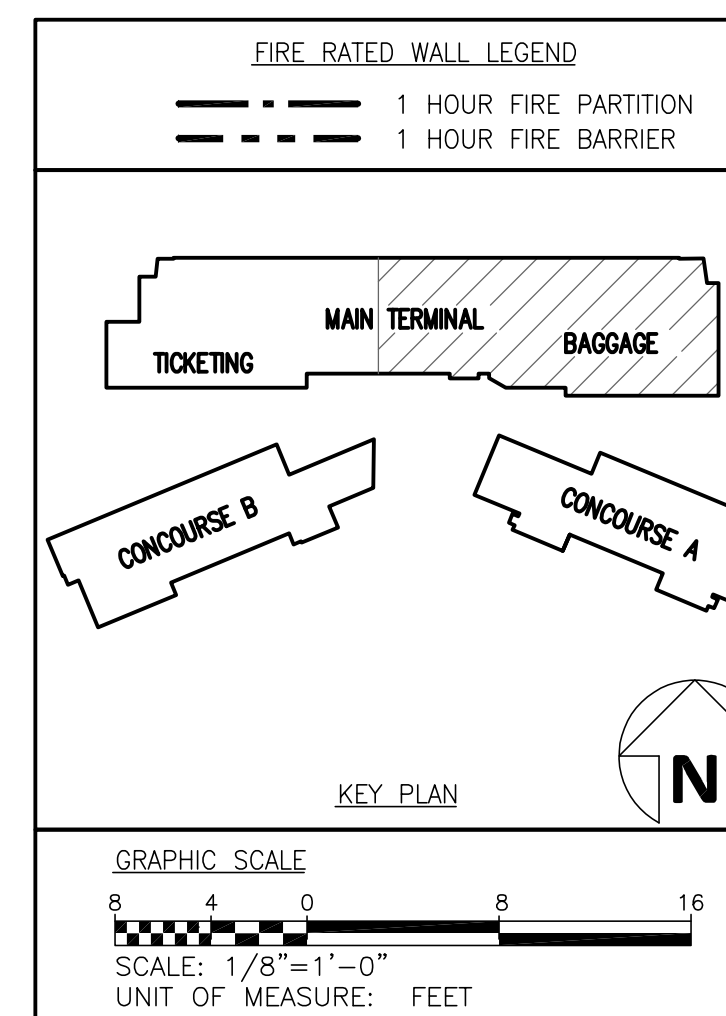 FIRE RATED WALL LEGEND
1 HOUR FIRE PARTITION
1 HOUR FIRE BARRIER
MAIN TERMINAL
BAGGAGE
TICKETING
CONCOURSE B
CONCOURSE A
N
KEY PLAN
GRAPHIC SCALE
8 4 0 8 16
SCALE: 1/8"=1'-0"
UNIT OF MEASURE: FEET